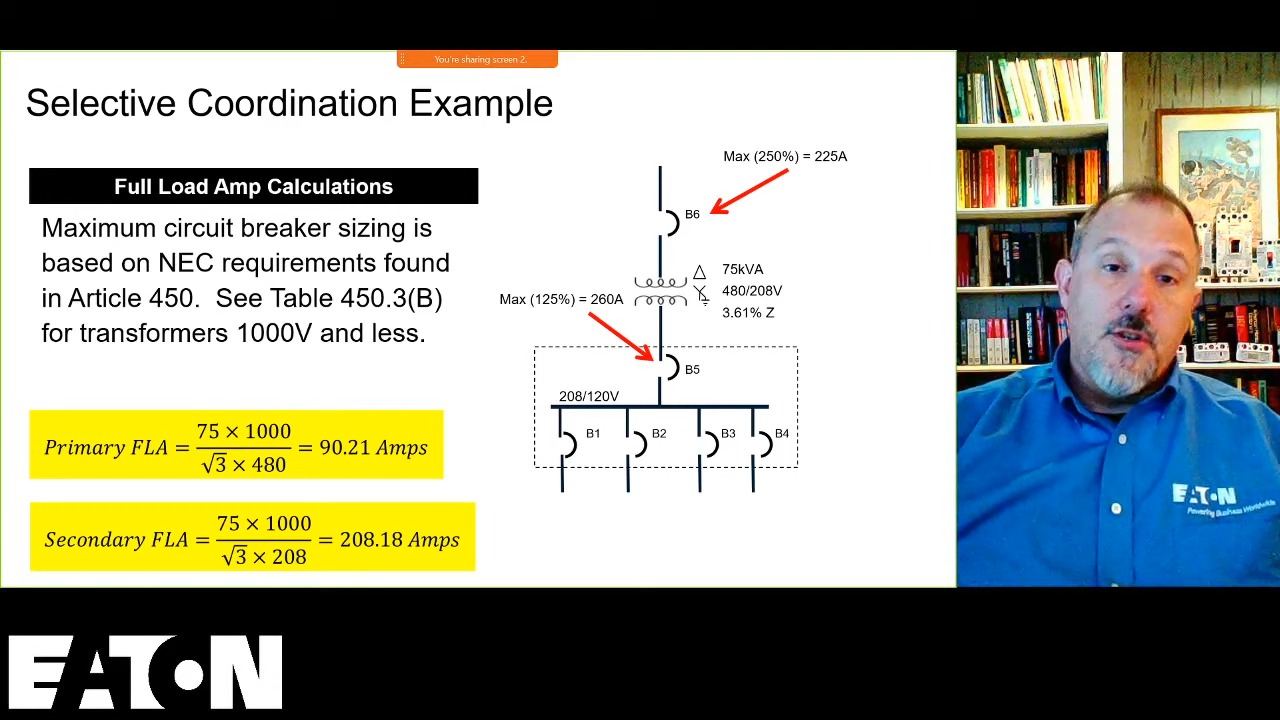 You're sharing screen 2.
Selective Coordination Example
Full Load Amp Calculations
Maximum circuit breaker sizing is
based on NEC requirements found
in Article 450. See Table 450.3(B)
for transformers 1000V and less.
Primary FLA = 75 × 1000 / √3 × 480 = 90.21 Amps
Secondary FLA = 75 × 1000 / √3 × 208 = 208.18 Amps
Max (250%) = 225A
B6
75kVA
480/208V
3.61% Z
Max (125%) = 260A
B5
208/120V
B1 B2 B3 B4
EATON
Powering Business Worldwide
EATON